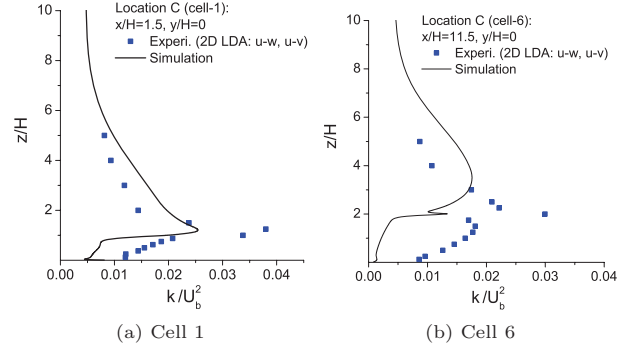 Location C (cell-1):
x/H=1.5, y/H=0
Experi. (2D LDA: u-w, u-v)
Simulation
10
8
6
4
2
z/H
0.00 0.01 0.02 0.03 0.04
k/U_b^2
(a) Cell 1
Location C (cell-6):
x/H=11.5, y/H=0
Experi. (2D LDA: u-w, u-v)
Simulation
10
8
6
4
2
0
z/H
0.00 0.01 0.02 0.03 0.04
k/U_b^2
(b) Cell 6